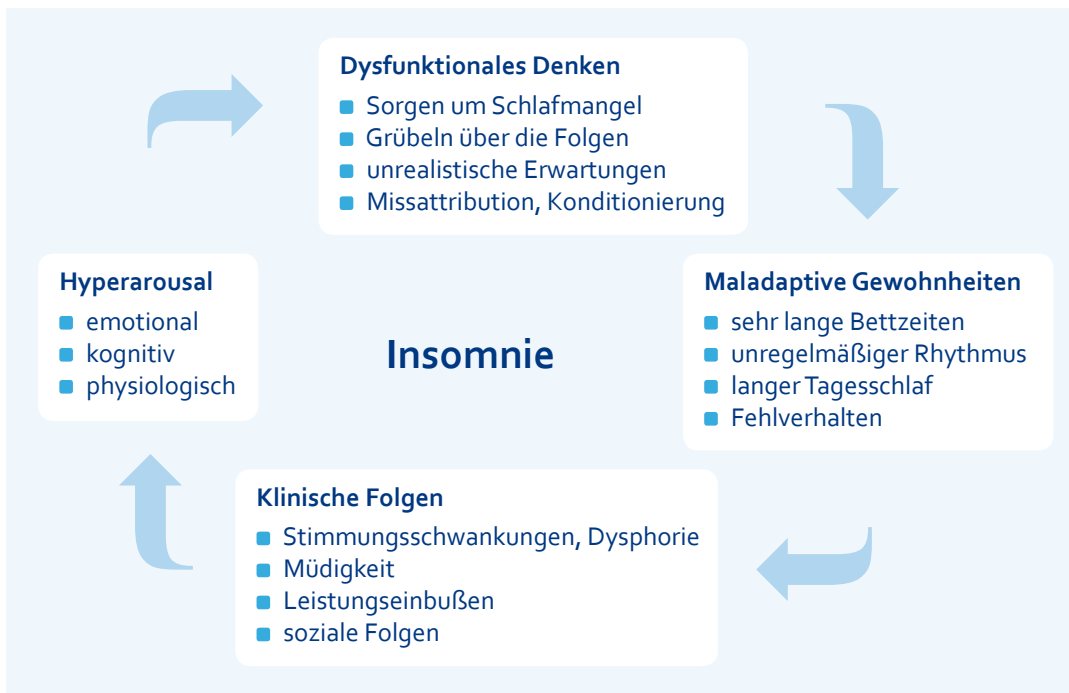 Dysfunktionales Denken
Sorgen um Schlafmangel
Grübeln über die Folgen
unrealistische Erwartungen
Missattribution, Konditionierung
Hyperarousal
emotional
kognitiv
physiologisch
Insomnie
Maladaptive Gewohnheiten
sehr lange Bettzeiten
unregelmäßiger Rhythmus
langer Tagesschlaf
Fehlverhalten
Klinische Folgen
Stimmungsschwankungen, Dysphorie
Müdigkeit
Leistungseinbußen
soziale Folgen